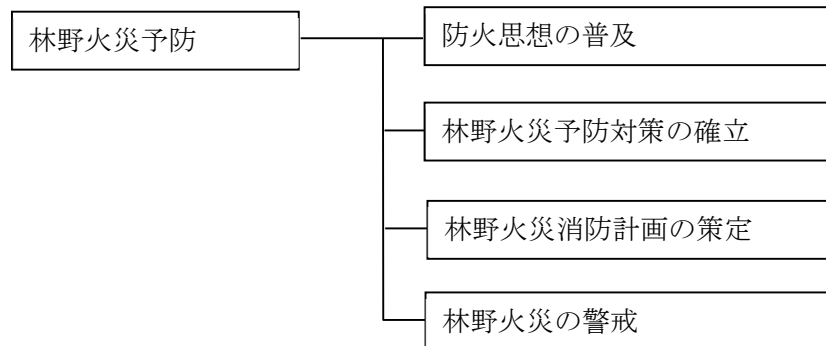 林野火災予防
防火思想の普及
林野火災予防対策の確立
林野火災消防計画の策定
林野火災の警戒